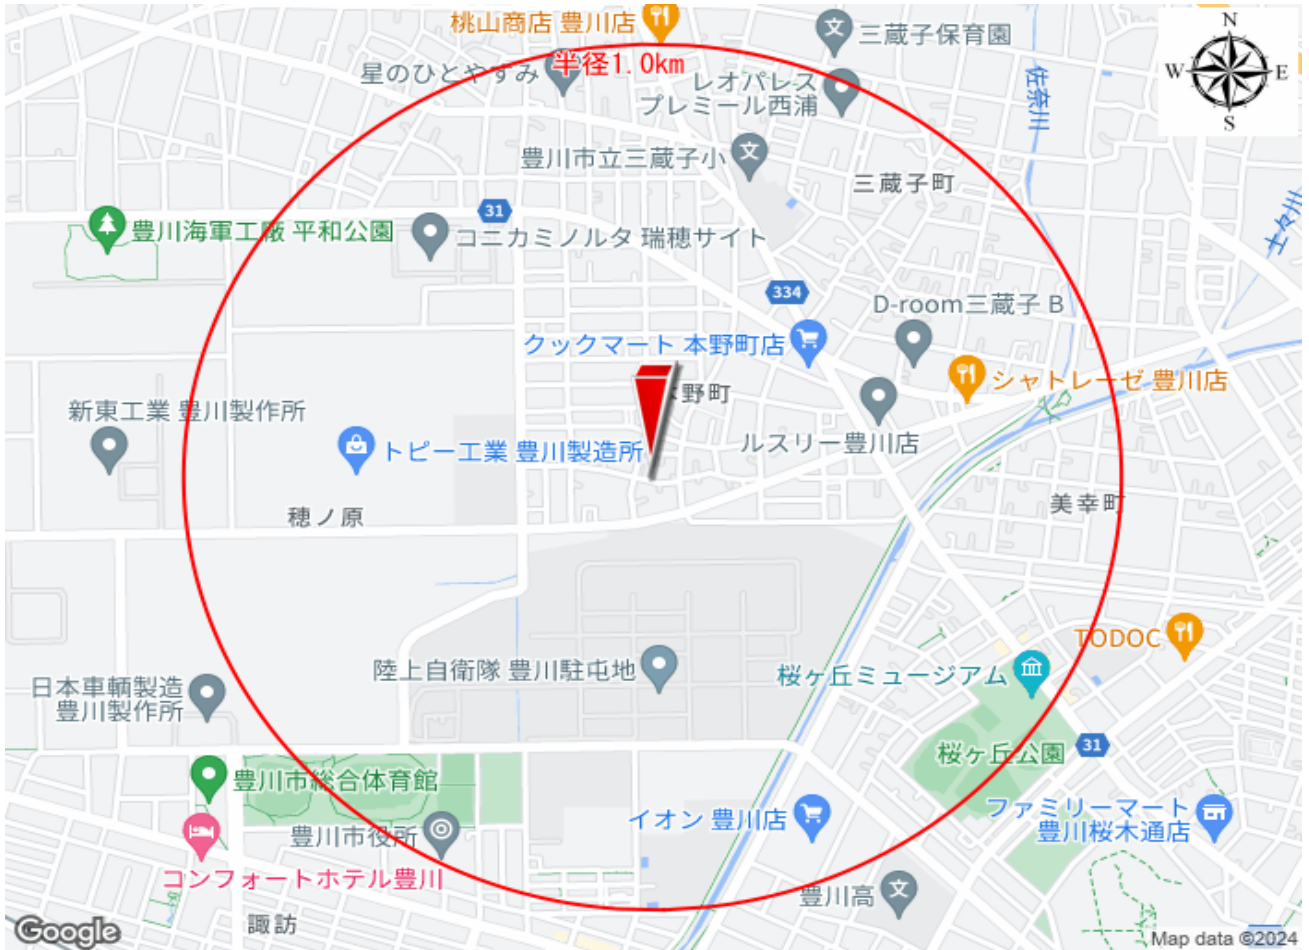 桃山商店 豊川店
三蔵子保育園
N
W
E
S
星のひとやすみ
半径1.0km
レオパレス
プレミール西浦
佐奈川
豊川市立三蔵子小
三蔵子町
31
豊川海軍工廠 平和公園
コニカミノルタ 瑞穂サイト
334
D-room三蔵子 B
クックマート 本野町店
シャトレーゼ 豊川店
野町
新東工業 豊川製作所
トピー工業 豊川製造所
ルスリー豊川店
穂ノ原
美幸町
TODOC
陸上自衛隊 豊川駐屯地
桜ヶ丘ミュージアム
日本車輌製造
豊川製作所
桜ヶ丘公園
31
豊川市総合体育館
豊川市役所
イオン 豊川店
ファミリーマート
豊川桜木通店
コンフォートホテル豊川
豊川高
諏訪
Google
Map data ©2024